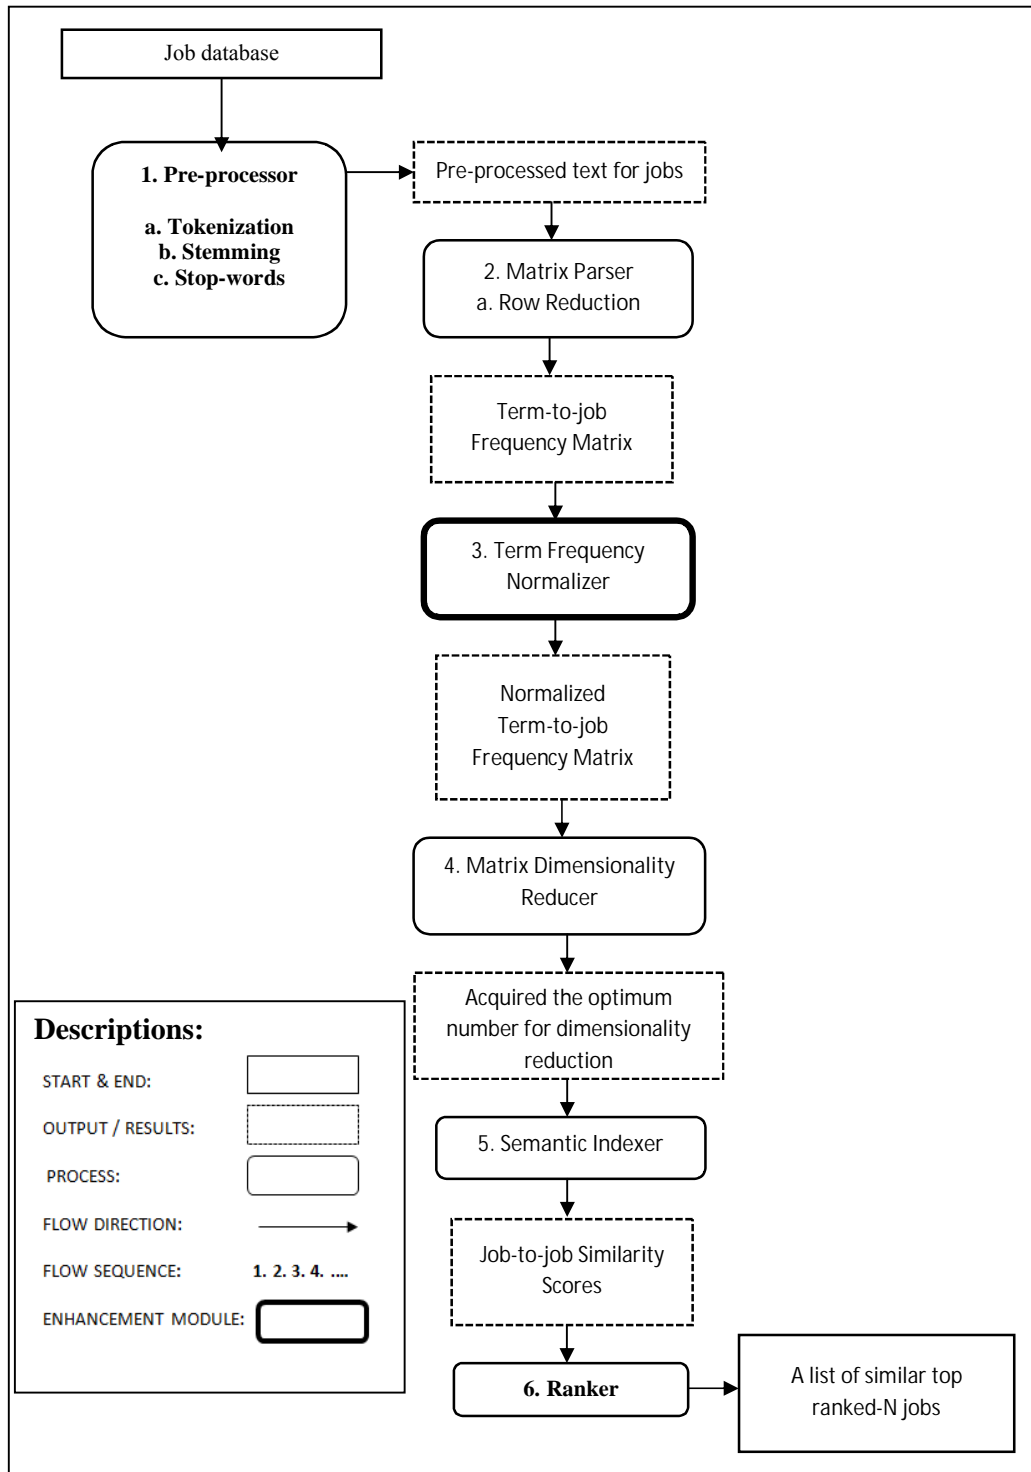 Job database
1. Pre-processor
a. Tokenization
b. Stemming
c. Stop-words
Pre-processed text for jobs
2. Matrix Parser
a. Row Reduction
Term-to-job
Frequency Matrix
3. Term Frequency
Normalizer
Normalized
Term-to-job
Frequency Matrix
4. Matrix Dimensionality
Reducer
Acquired the optimum
number for dimensionality
reduction
5. Semantic Indexer
Job-to-job Similarity
Scores
6. Ranker
A list of similar top
ranked-N jobs
Descriptions:
START & END:
OUTPUT / RESULTS:
PROCESS:
FLOW DIRECTION:
FLOW SEQUENCE: 1. 2. 3. 4. ....
ENHANCEMENT MODULE: